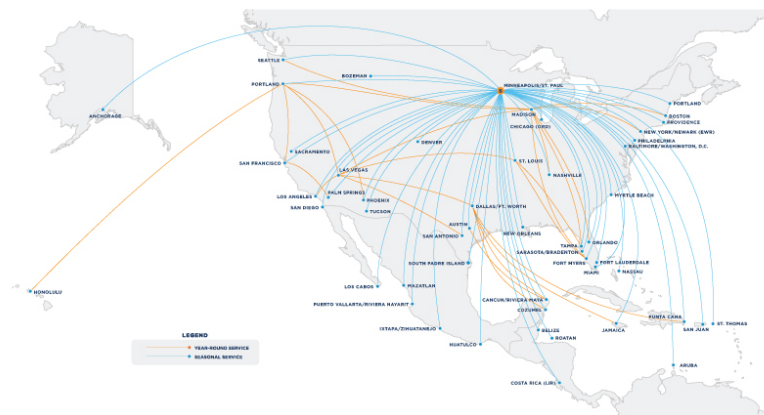 SEATTLE
BOZEMAN
MINNEAPOLIS/ST. PAUL
PORTLAND
PORTLAND
ANCHORAGE
MADISON
BOSTON
PROVIDENCE
CHICAGO (ORD)
NEW YORK/NEWARK (EWR)
DENVER
PHILADELPHIA
BALTIMORE/WASHINGTON, D.C.
SACRAMENTO
SAN FRANCISCO
ST. LOUIS
LAS VEGAS
NASHVILLE
LOS ANGELES
PALM SPRINGS
MYRTLE BEACH
PHOENIX
SAN DIEGO
DALLAS/FT. WORTH
TUCSON
AUSTIN
NEW ORLEANS
SAN ANTONIO
ORLANDO
TAMPA
SARASOTA/BRADENTON
SOUTH PADRE ISLAND
FORT MYERS
FORT LAUDERDALE
MIAMI
NASSAU
LOS CABOS
MAZATLAN
HONOLULU
CANCUN/RIVIERA MAYA
PUERTO VALLARTA/RIVIERA NAYARIT
COZUMEL
PUNTA CANA
ST. THOMAS
IXTAPA/ZIHUATANEJO
BELIZE
JAMAICA
SAN JUAN
LEGEND
ROATAN
YEAR-ROUND SERVICE
HUATULCO
SEASONAL SERVICE
ARUBA
COSTA RICA (LIR)